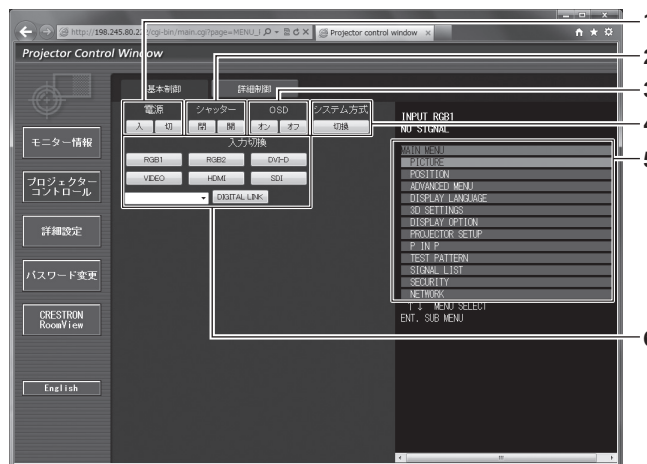 1
http://198.245.80.2 /cgi-bin/main.cgi?page=MENU_I
Projector control window
2
Projector Control Window
基本制御
詳細制御
3
電源
シャッター
OSD
システム方式
入
切
閉
開
オン
オフ
切換
4
INPUT RGB1
NO SIGNAL
入力切換
RGB1
RGB2
DVI-D
VIDEO
HDMI
SDI
DIGITAL LINK
モニター情報
プロジェクター
コントロール
詳細設定
パスワード変更
CRESTRON
RoomView
English
MAIN MENU
5
PICTURE
POSITION
ADVANCED MENU
DISPLAY LANGUAGE
3D SETTINGS
DISPLAY OPTION
PROJECTOR SETUP
P IN P
TEST PATTERN
SIGNAL LIST
SECURITY
NETWORK
↑↓ MENU SELECT
ENT. SUB MENU
6